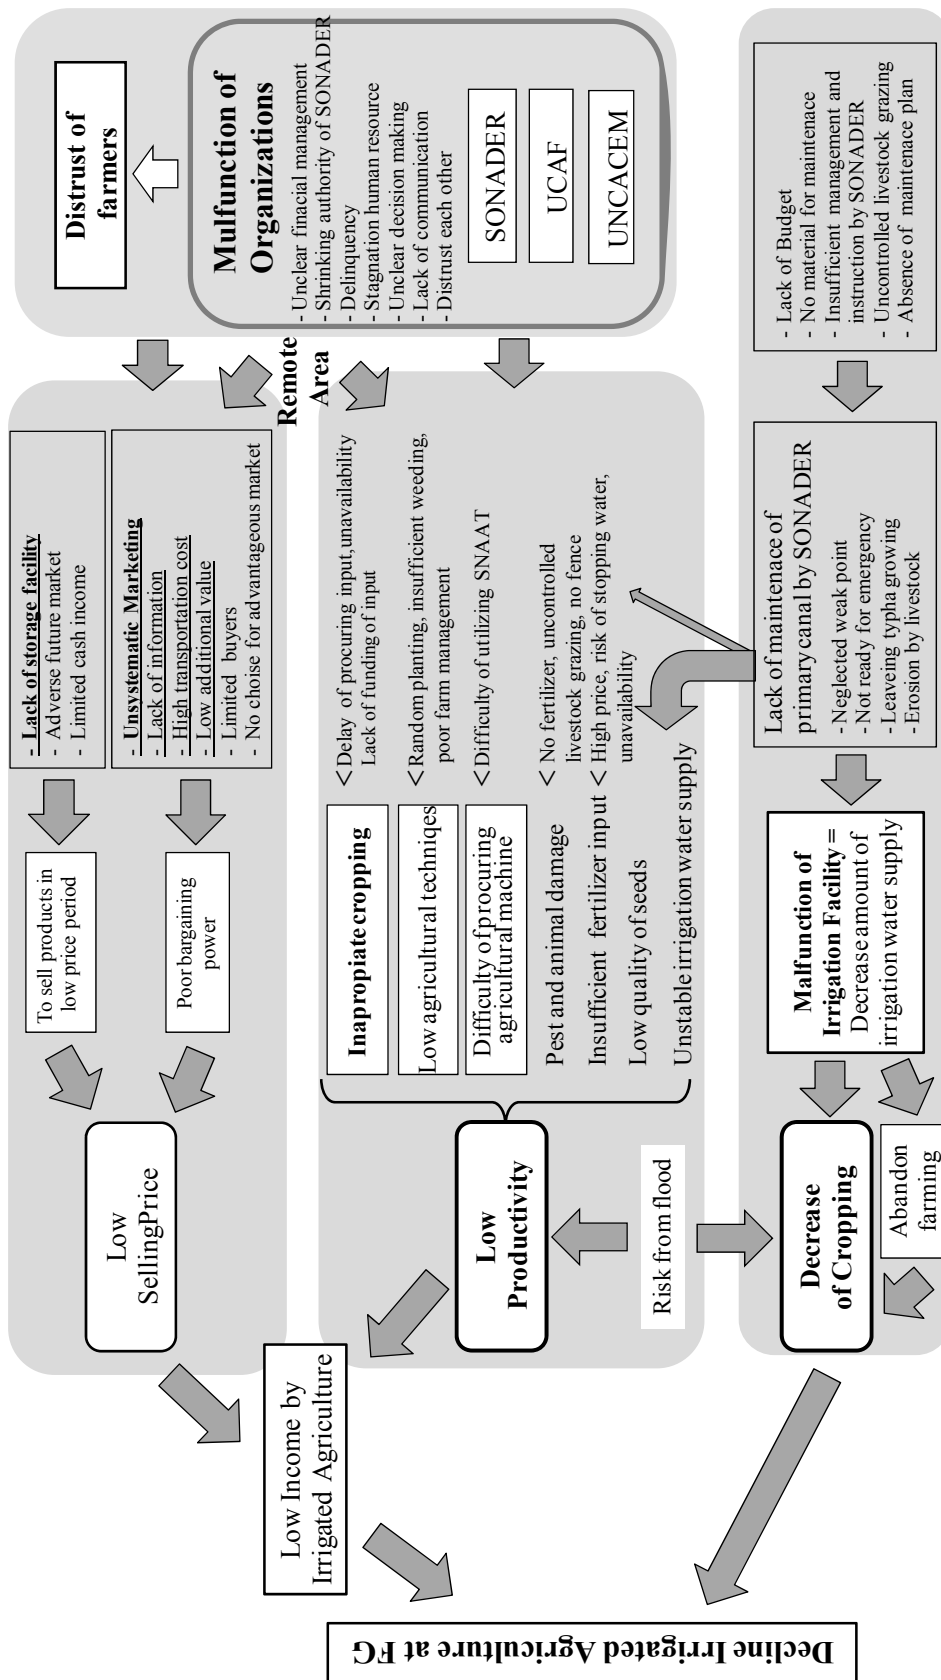 Decline Irrigated Agriculture at FG
Low Income by
Irrigated Agriculture
Low
SellingPrice
To sell products in
low price period
Poor bargaining
power
- Lack of storage facility
- Adverse future market
- Limited cash income
- Unsystematic Marketing
- Lack of information
- High transportation cost
- Low additional value
- Limited buyers
- No choise for advantageous market
Distrust of
farmers
Mulfunction of
Organizations
- Unclear finacial management
- Shrinking authority of SONADER
- Delinquency
- Stagnation human resource
- Unclear decision making
- Lack of communication
- Distrust each other
SONADER
UCAF
UNCACEM
Remote
Area
Low
Productivity
Inapropiate cropping
<Delay of procuring input,unavailability
Lack of funding of input
Low agricultural techniqes
<Random planting, insufficient weeding,
poor farm management
Difficulty of procuring
agricultural machine
<Difficulty of utilizing SNAAT
Pest and animal damage
< No fertilizer, uncontrolled
livestock grazing, no fence
Insufficient fertilizer input
< High price, risk of stopping water,
unavailability
Low quality of seeds
Unstable irrigation water supply
Risk from flood
Decrease
of Cropping
Abandon
farming
Malfunction of
Irrigation Facility =
Decrease amount of
irrigation water supply
Lack of maintenace of
primary canal by SONADER
- Neglected weak point
- Not ready for emergency
- Leaveing typha growing
- Erosion by livestock
- Lack of Budget
- No material for maintenace
- Insufficient management and
instruction by SONADER
- Uncontrolled livestock grazing
- Absence of maintenance plan